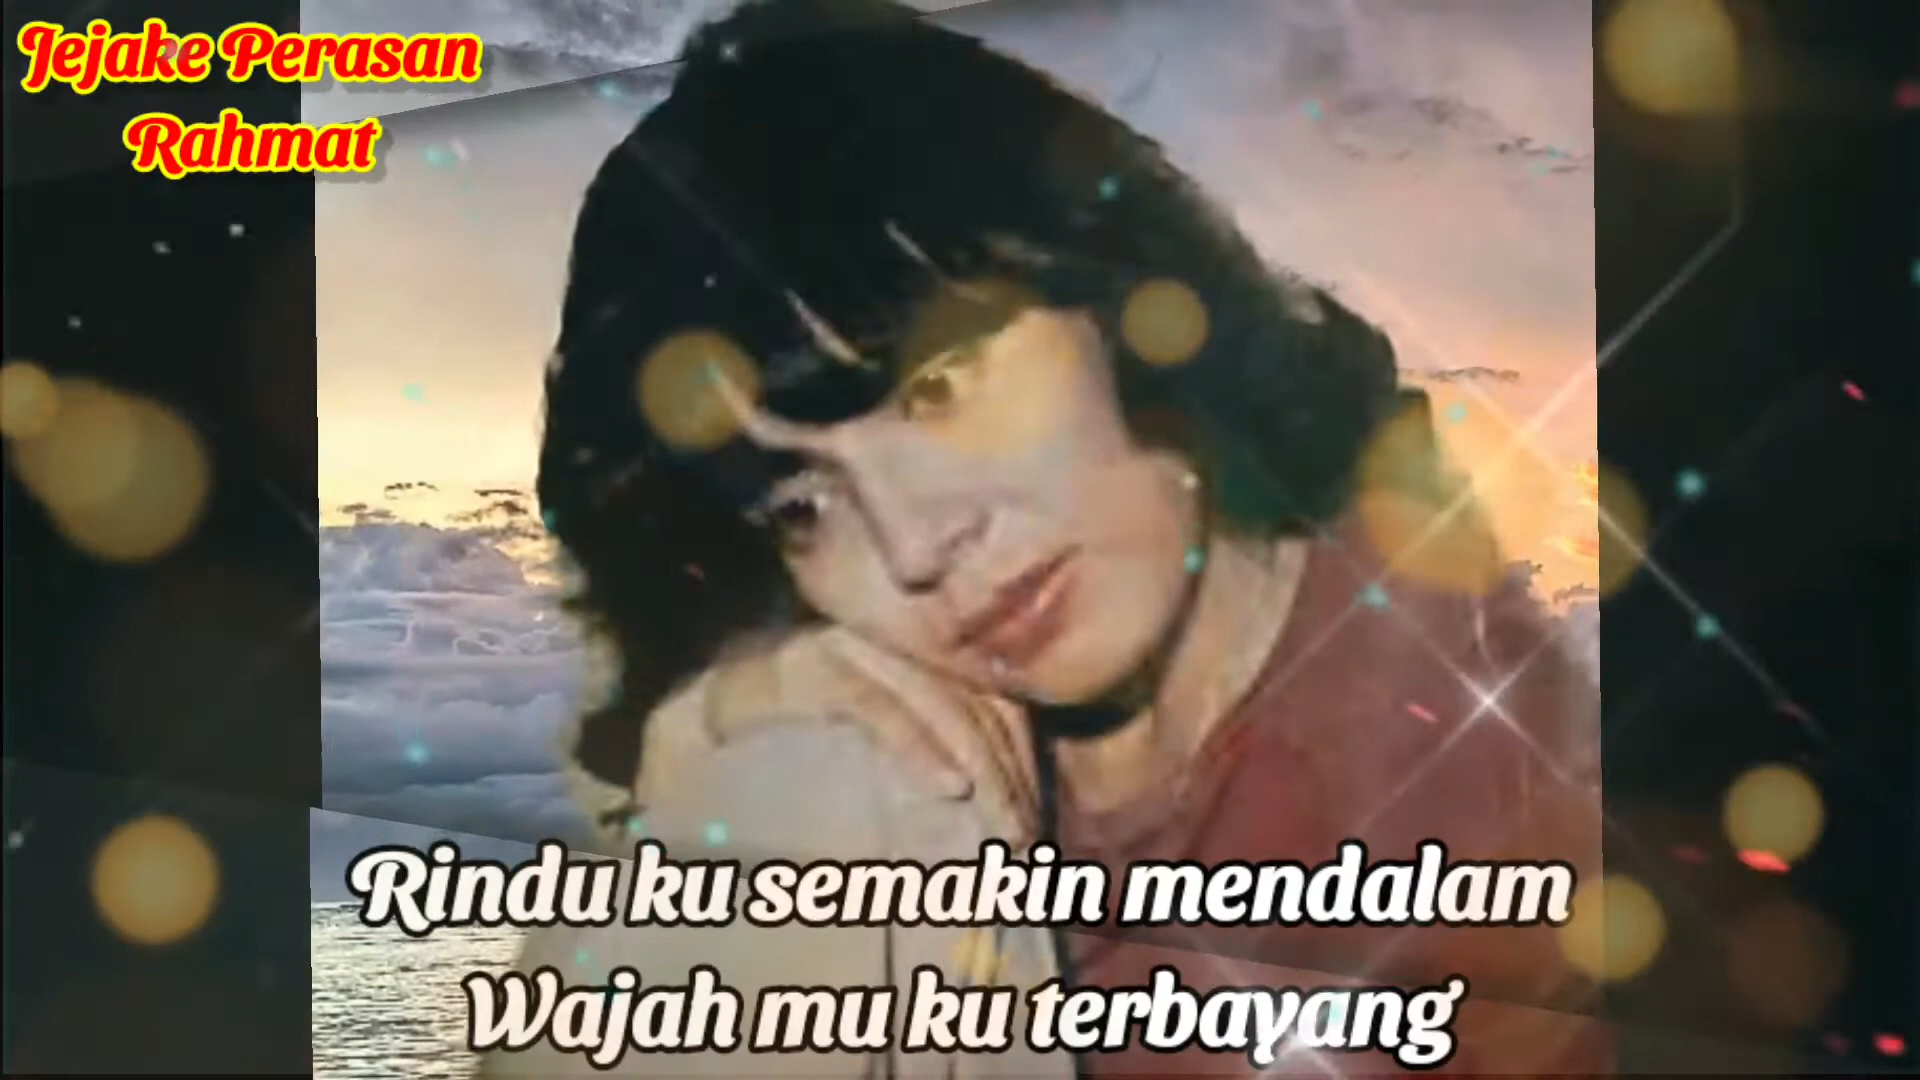 Jejake Perasan
Rahmat
Rindu ku semakin mendalam
Wajah mu ku terbayang